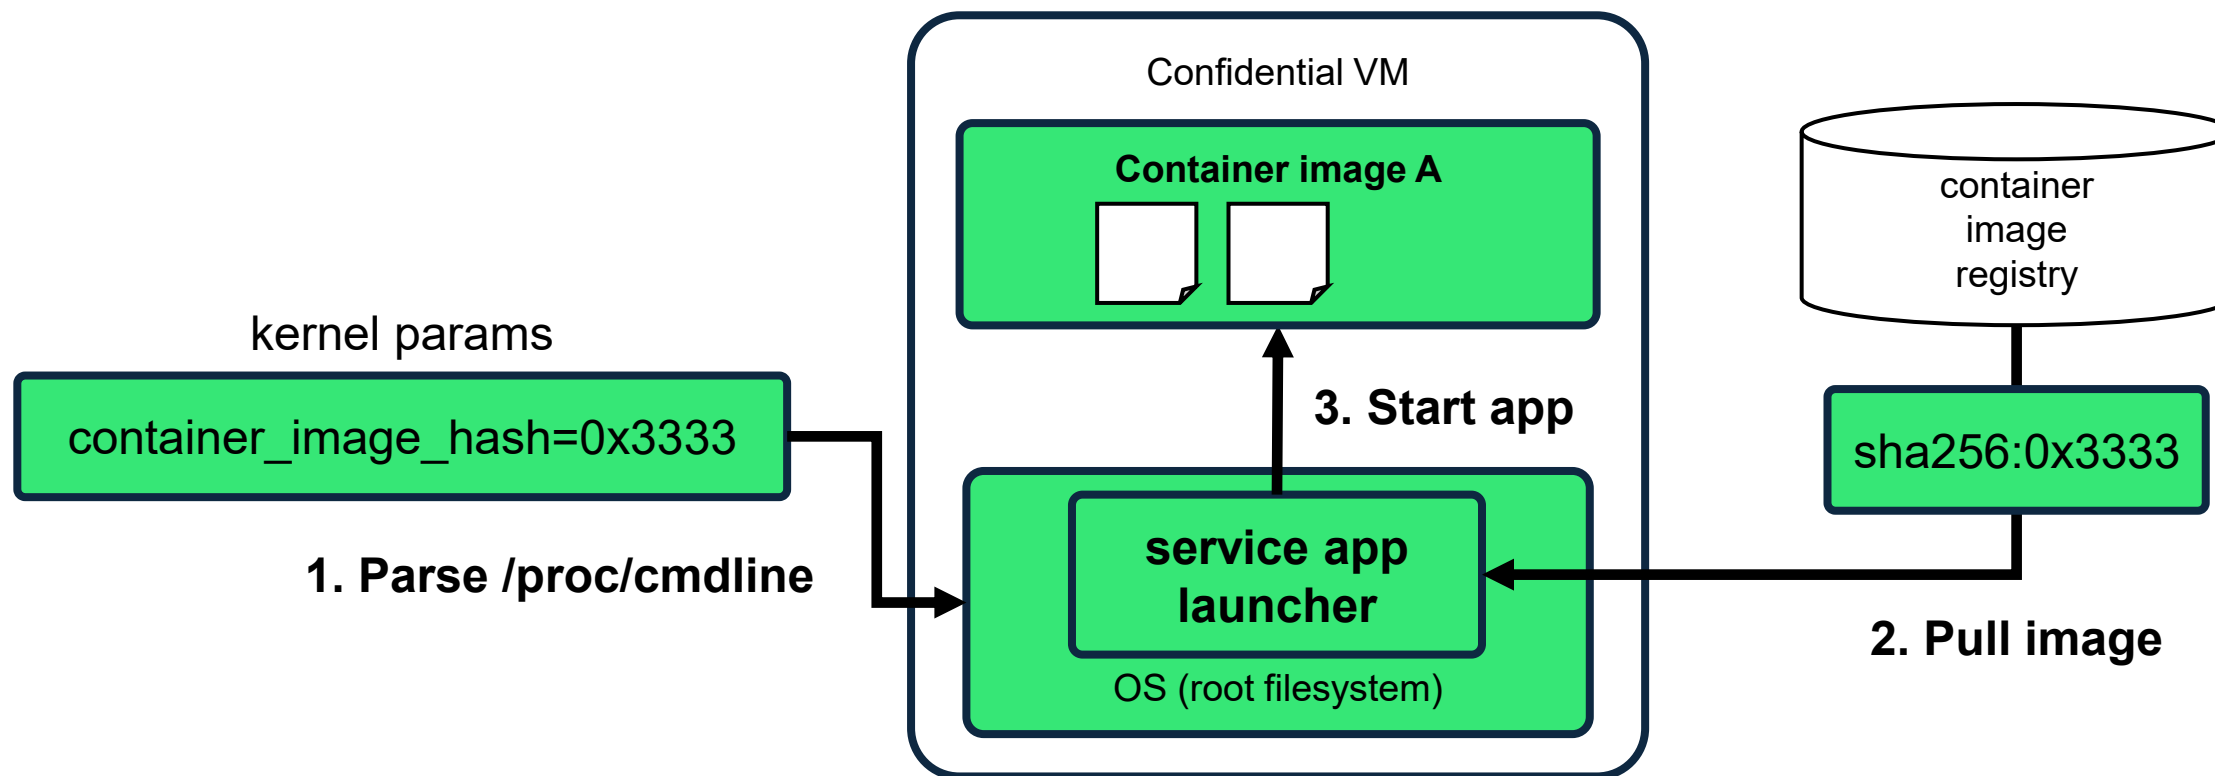 Confidential VM
Container image A
container
image
registry
kernel params
container_image_hash=0x3333
3. Start app
sha256:0x3333
1. Parse /proc/cmdline
service app
launcher
OS (root filesystem)
2. Pull image